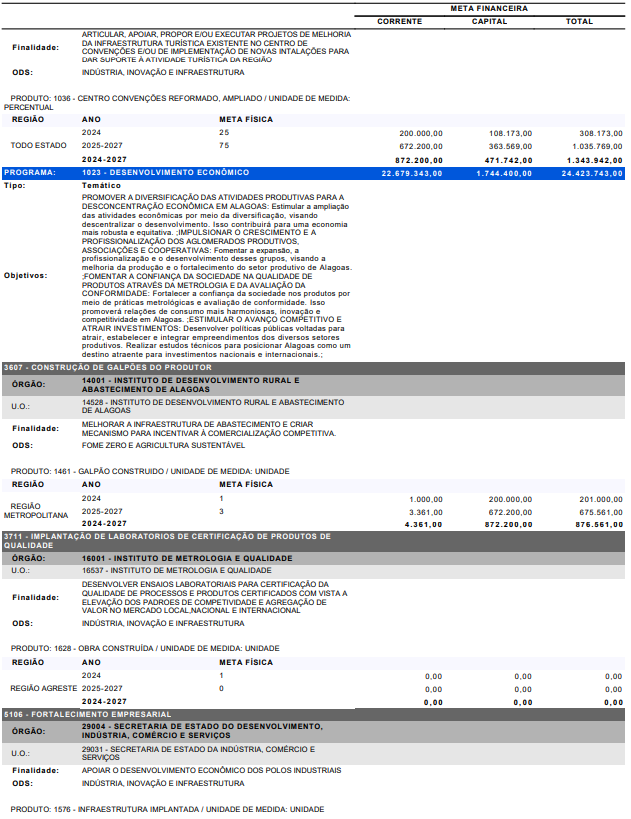 META FINANCEIRA
CORRENTE CAPITAL TOTAL
Finalidade: ARTICULAR, APOIAR, PROPOR E/OU EXECUTAR PROJETOS DE MELHORIA
DA INFRAESTRUTURA TURÍSTICA EXISTENTE NO CENTRO DE
CONVENÇÕES E/OU DE IMPLEMENTAÇÃO DE NOVAS INTALAÇÕES PARA
DAR SUPORTE À ATIVIDADE TURÍSTICA DA REGIÃO
ODS: INDÚSTRIA, INOVAÇÃO E INFRAESTRUTURA
PRODUTO: 1036 - CENTRO CONVENÇÕES REFORMADO, AMPLIADO / UNIDADE DE MEDIDA:
PERCENTUAL
REGIÃO ANO META FÍSICA
2024 25 200.000,00 108.173,00 308.173,00
TODO ESTADO 2025-2027 75 672.200,00 363.569,00 1.035.769,00
2024-2027 872.200,00 471.742,00 1.343.942,00
PROGRAMA: 1023 - DESENVOLVIMENTO ECONÔMICO 22.679.343,00 1.744.400,00 24.423.743,00
Tipo: Temático
Objetivos: PROMOVER A DIVERSIFICAÇÃO DAS ATIVIDADES PRODUTIVAS PARA A
DESCONCENTRAÇÃO ECONÔMICA EM ALAGOAS: Estimular a ampliação
das atividades econômicas por meio da diversificação, visando
descentralizar o desenvolvimento. Isso contribuirá para uma economia
mais robusta e equitativa. ;IMPULSIONAR O CRESCIMENTO E A
PROFISSIONALIZAÇÃO DOS AGLOMERADOS PRODUTIVOS,
ASSOCIAÇÕES E COOPERATIVAS: Fomentar a expansão, a
profissionalização e o desenvolvimento desses grupos, visando a
melhoria da produção e o fortalecimento do setor produtivo de Alagoas.
;FOMENTAR A CONFIANÇA DA SOCIEDADE NA QUALIDADE DE
PRODUTOS ATRAVÉS DA METROLOGIA E DA AVALIAÇÃO DA
CONFORMIDADE: Fortalecer a confiança da sociedade nos produtos por
meio de práticas metrológicas e avaliação de conformidade. Isso
promoverá relações de consumo mais harmoniosas, inovação e
competitividade em Alagoas. ;ESTIMULAR O AVANÇO COMPETITIVO E
ATRAIR INVESTIMENTOS: Desenvolver políticas públicas voltadas para
atrair, estabelecer e integrar empreendimentos dos diversos setores
produtivos. Realizar estudos técnicos para posicionar Alagoas como um
destino atraente para investimentos nacionais e internacionais.;
3607 - CONSTRUÇÃO DE GALPÕES DO PRODUTOR
ÓRGÃO: 14001 - INSTITUTO DE DESENVOLVIMENTO RURAL E
ABASTECIMENTO DE ALAGOAS
U.O.: 14528 - INSTITUTO DE DESENVOLVIMENTO RURAL E ABASTECIMENTO
DE ALAGOAS
Finalidade: MELHORAR A INFRAESTRUTURA DE ABASTECIMENTO E CRIAR
MECANISMO PARA INCENTIVAR À COMERCIALIZAÇÃO COMPETITIVA.
ODS: FOME ZERO E AGRICULTURA SUSTENTÁVEL
PRODUTO: 1461 - GALPÃO CONSTRUIDO / UNIDADE DE MEDIDA: UNIDADE
REGIÃO ANO META FÍSICA
2024 1 1.000,00 200.000,00 201.000,00
REGIÃO METROPOLITANA 2025-2027 3 3.361,00 672.200,00 675.561,00
2024-2027 4.361,00 872.200,00 876.561,00
3711 - IMPLANTAÇÃO DE LABORATORIOS DE CERTIFICAÇÃO DE PRODUTOS DE
QUALIDADE
ÓRGÃO: 16001 - INSTITUTO DE METROLOGIA E QUALIDADE
U.O.: 16537 - INSTITUTO DE METROLOGIA E QUALIDADE
Finalidade: DESENVOLVER ENSAIOS LABORATORIAIS PARA CERTIFICAÇÃO DA
QUALIDADE DE PROCESSOS E PRODUTOS CERTIFICADOS COM VISTA A
ELEVAÇÃO DOS PADROES DE COMPETIVIDADE E AGREGAÇÃO DE
VALOR NO MERCADO LOCAL,NACIONAL E INTERNACIONAL
ODS: INDÚSTRIA, INOVAÇÃO E INFRAESTRUTURA
PRODUTO: 1628 - OBRA CONSTRUÍDA / UNIDADE DE MEDIDA: UNIDADE
REGIÃO ANO META FÍSICA
2024 1 0,00 0,00 0,00
REGIÃO AGRESTE 2025-2027 0 0,00 0,00 0,00
2024-2027 0,00 0,00 0,00
5106 - FORTALECIMENTO EMPRESARIAL
ÓRGÃO: 29004 - SECRETARIA DE ESTADO DO DESENVOLVIMENTO,
INDÚSTRIA, COMÉRCIO E SERVIÇOS
U.O.: 29031 - SECRETARIA DE ESTADO DA INDÚSTRIA, COMÉRCIO E
SERVIÇOS
Finalidade: APOIAR O DESENVOLVIMENTO ECONÔMICO DOS POLOS INDUSTRIAIS
ODS: INDÚSTRIA, INOVAÇÃO E INFRAESTRUTURA
PRODUTO: 1576 - INFRAESTRUTURA IMPLANTADA / UNIDADE DE MEDIDA: UNIDADE